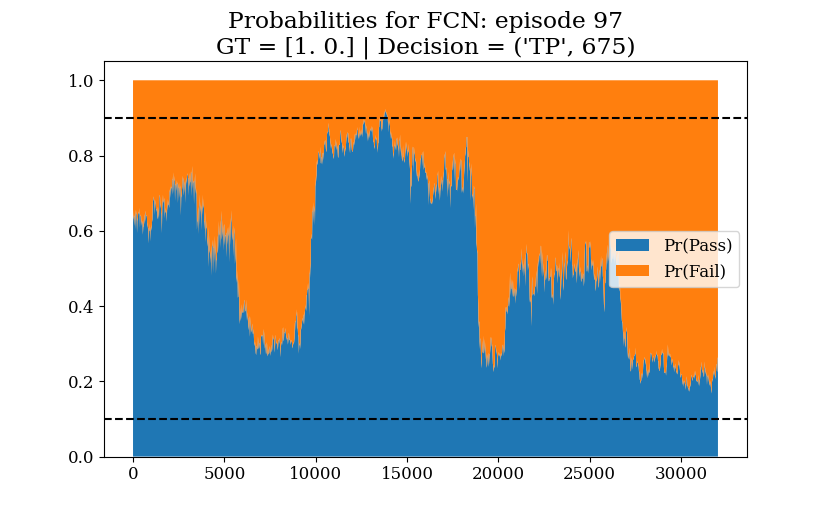 Probabilities for FCN: episode 97
GT = [1. 0.] | Decision = ('TP', 675)
1.0
0.8
0.6
0.4
0.2
0.0
Pr(Pass)
Pr(Fail)
0 5000 10000 15000 20000 25000 30000